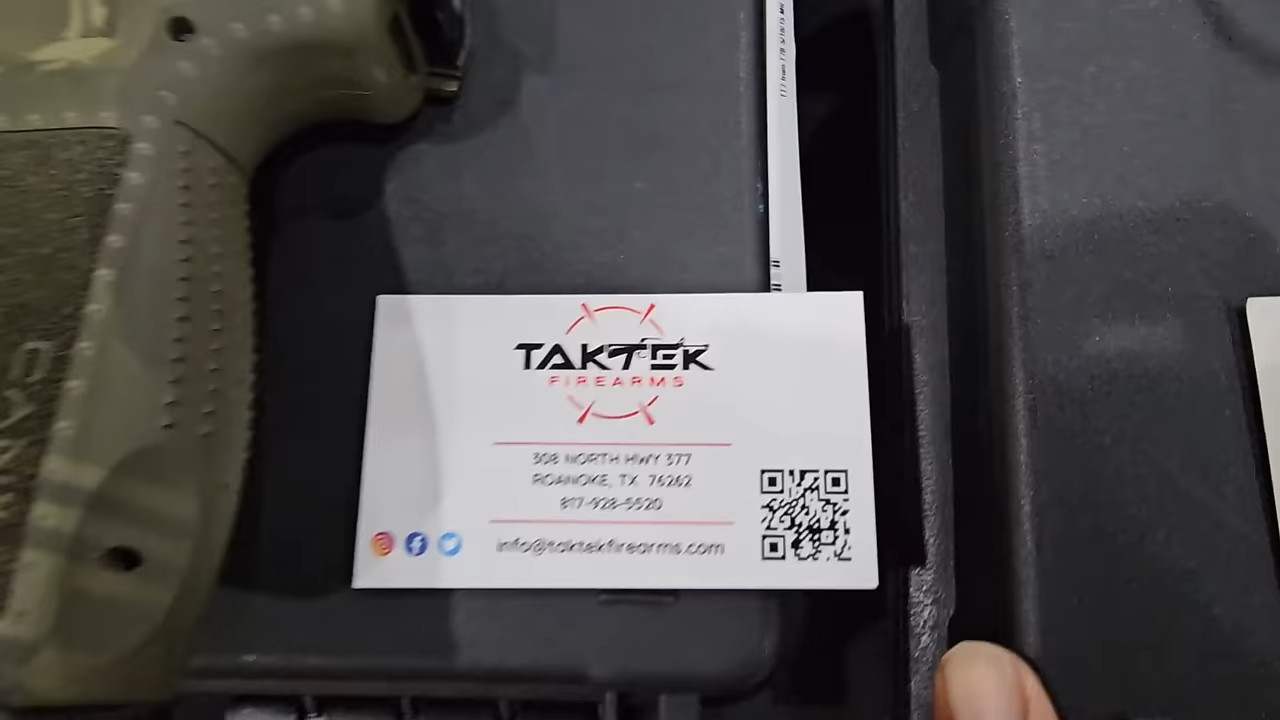 TAKTEK
FIREARMS
308 NORTH HWY 377
ROANOKE, TX 76262
817-928-5520
info@taktekfirearms.com